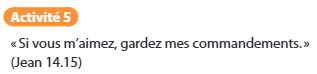 Activité 5
« Si vous m’aimez, gardez mes commandements. »
(Jean 14.15)